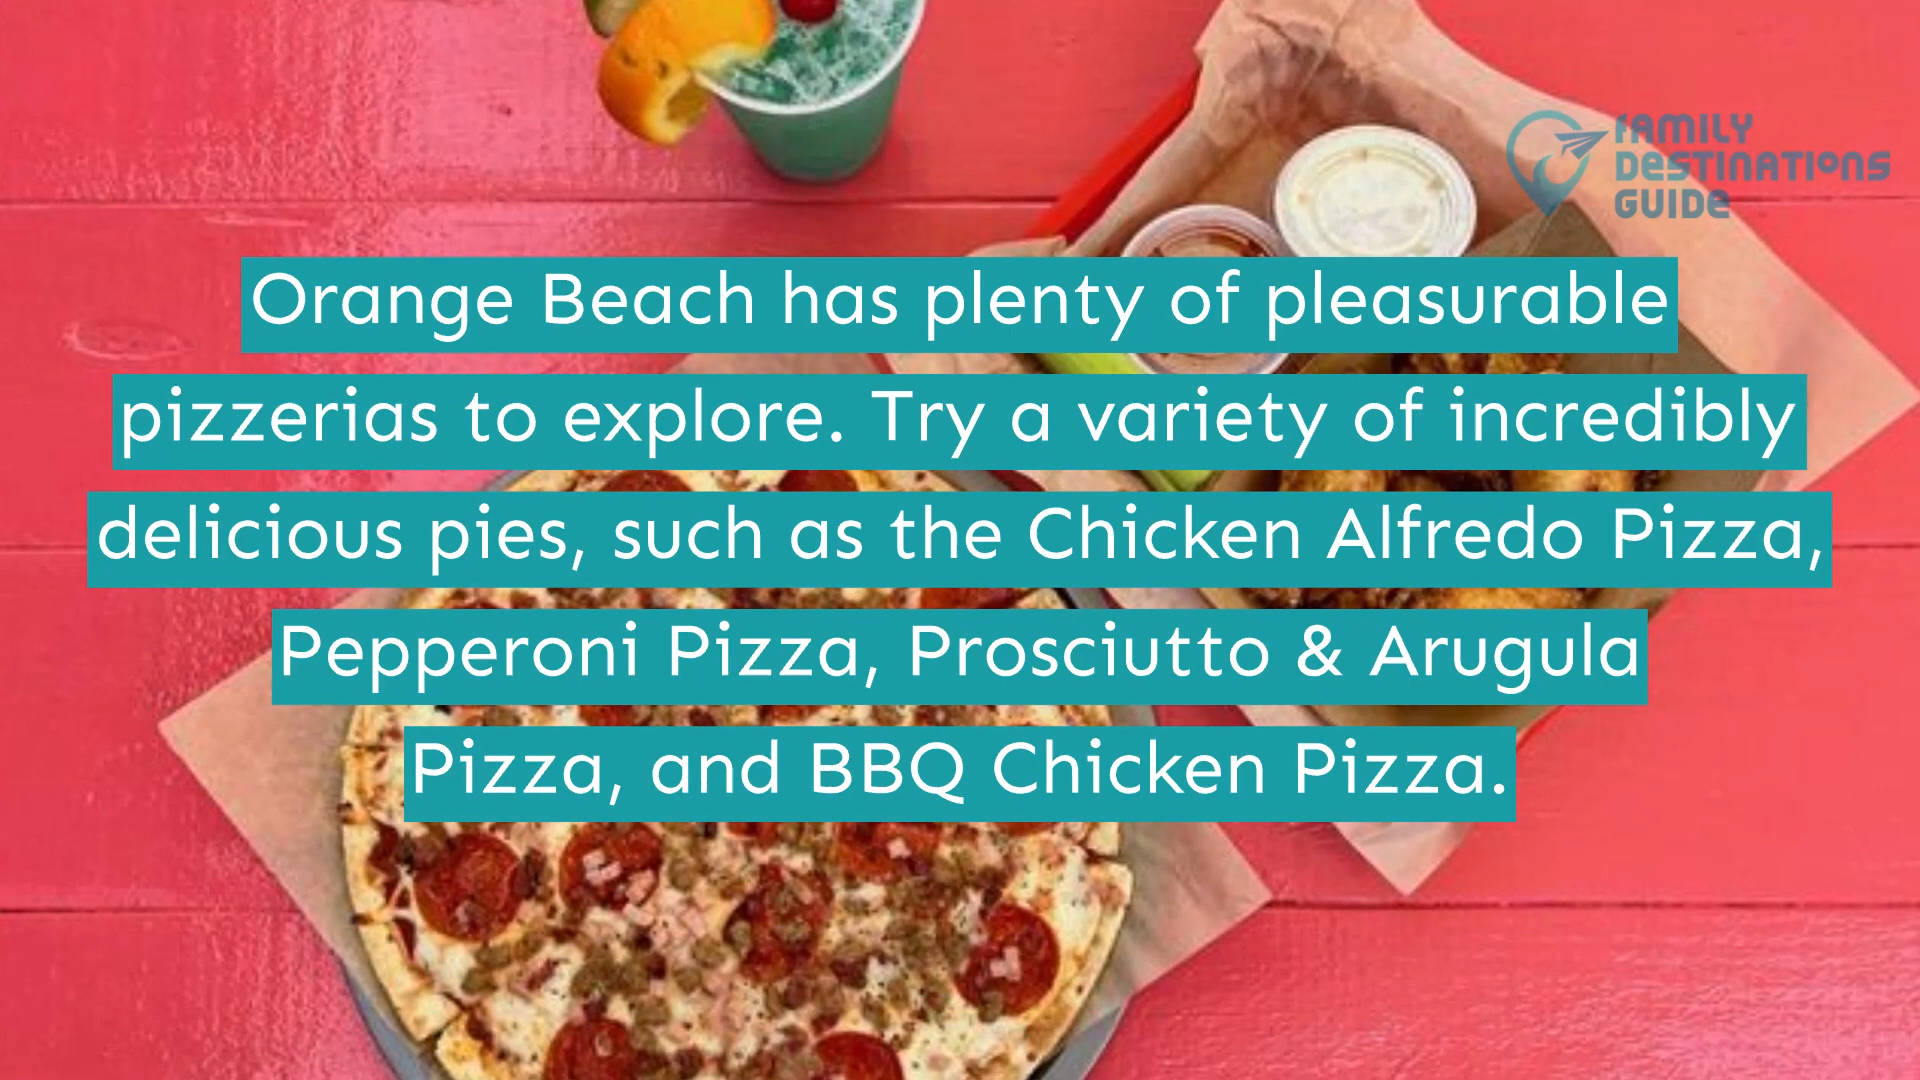 FAMILY
DESTINATIONS
GUIDE
Orange Beach has plenty of pleasurable
pizzerias to explore. Try a variety of incredibly
delicious pies, such as the Chicken Alfredo Pizza,
Pepperoni Pizza, Prosciutto & Arugula
Pizza, and BBQ Chicken Pizza.